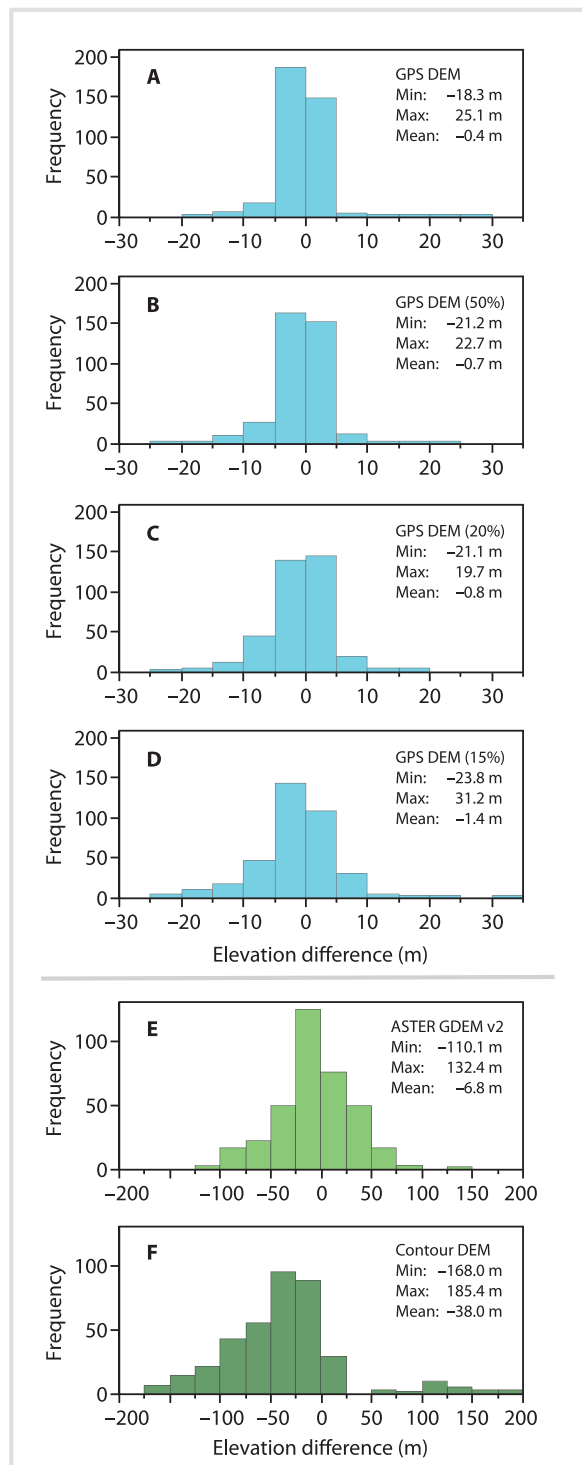 A
GPS DEM
Min: –18.3 m
Max: 25.1 m
Mean: –0.4 m
Frequency
200
150
100
50
0
–30 –20 –10 0 10 20 30
B
GPS DEM (50%)
Min: –21.2 m
Max: 22.7 m
Mean: –0.7 m
Frequency
200
150
100
50
0
–30 –20 –10 0 10 20 30
C
GPS DEM (20%)
Min: –21.1 m
Max: 19.7 m
Mean: –0.8 m
Frequency
200
150
100
50
0
–30 –20 –10 0 10 20 30
D
GPS DEM (15%)
Min: –23.8 m
Max: 31.2 m
Mean: –1.4 m
Frequency
200
150
100
50
0
–30 –20 –10 0 10 20 30
Elevation difference (m)
E
ASTER GDEM v2
Min: –110.1 m
Max: 132.4 m
Mean: –6.8 m
Frequency
100
50
0
–200 –100 –50 0 50 100 150 200
F
Contour DEM
Min: –168.0 m
Max: 185.4 m
Mean: –38.0 m
Frequency
100
50
0
–200 –100 –50 0 50 100 150 200
Elevation difference (m)